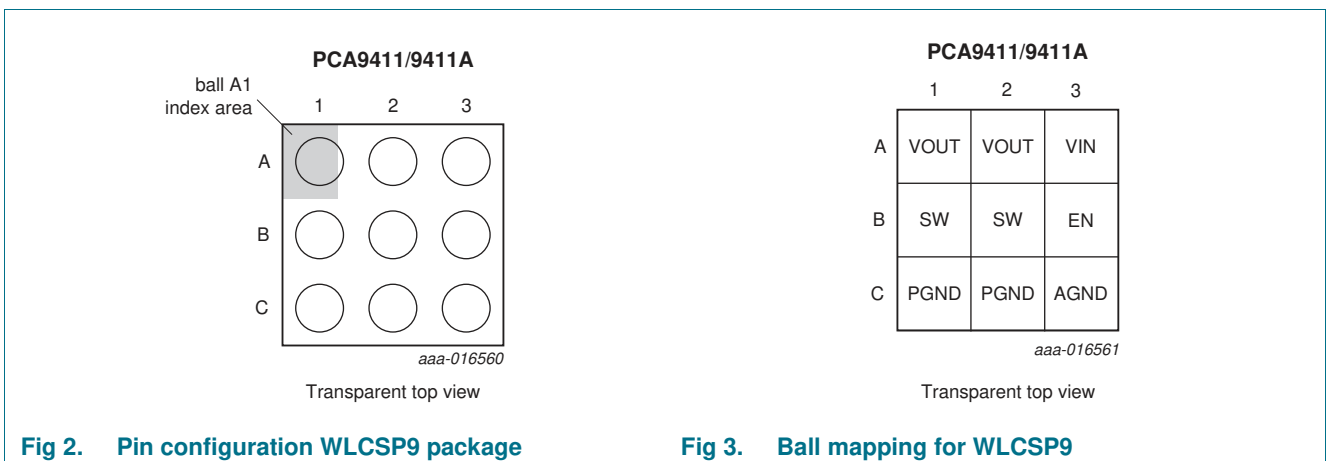 PCA9411/9411A
ball A1
index area
1 2 3
A
B
C
aaa-016560
Transparent top view
Fig 2. Pin configuration WLCSP9 package
PCA9411/9411A
1 2 3
A VOUT VOUT VIN
B SW SW EN
C PGND PGND AGND
aaa-016561
Transparent top view
Fig 3. Ball mapping for WLCSP9